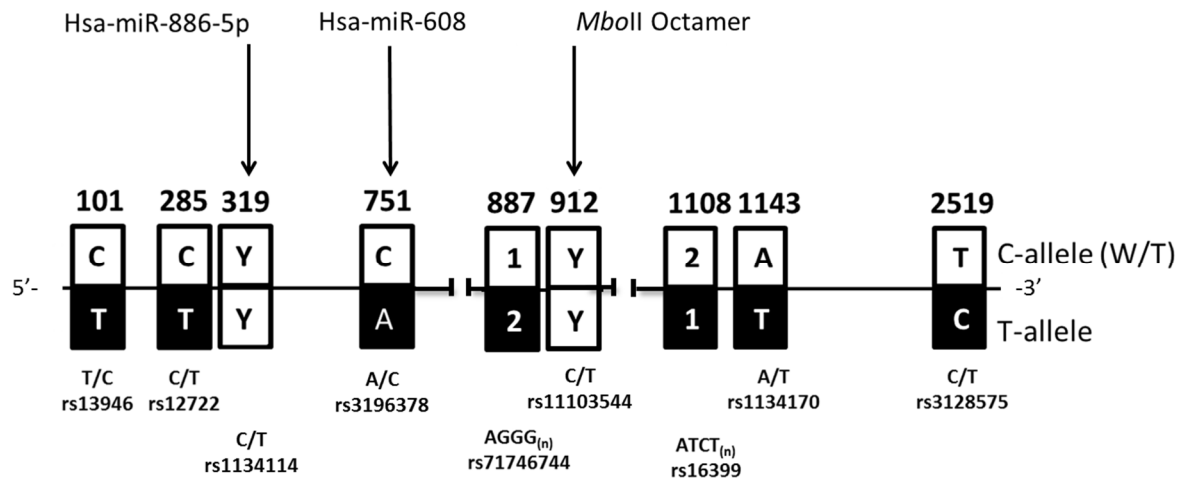 Hsa-miR-886-5p Hsa-miR-608 MboII Octamer
101 285 319 751 887 912 1108 1143 2519
C C Y C 1 Y 2 A T C-allele (W/T)
5’- -3’
T T Y A 2 Y 1 T C T-allele
T/C C/T A/C C/T A/T C/T
rs13946 rs12722 rs3196378 rs11103544 rs1134170 rs3128575
C/T AGGG(n) ATCT(n)
rs1134114 rs71746744 rs16399